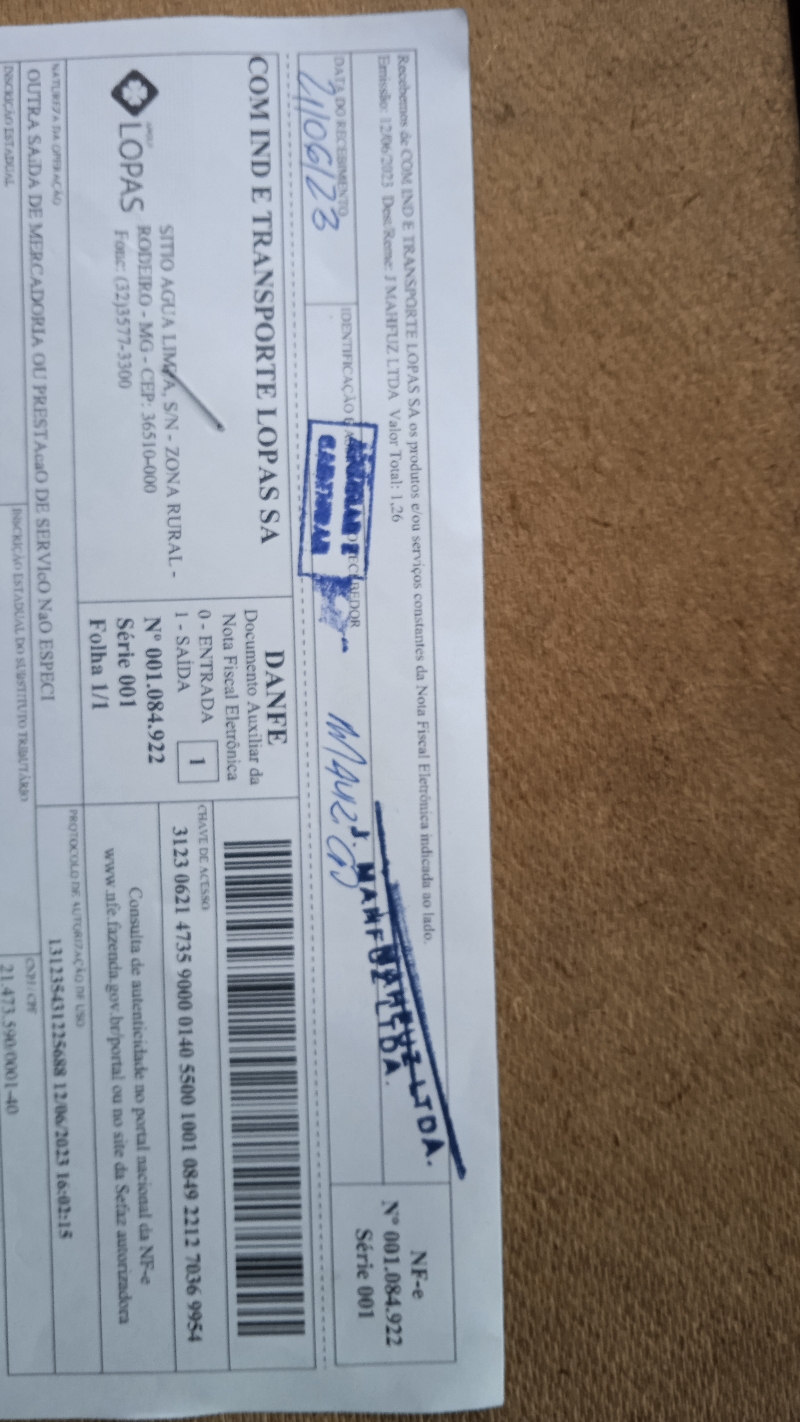 Recebemos de COM IND E TRANSPORTE LOPAS SA os produtos e/ou serviços constantes da Nota Fiscal Eletrônica indicada ao lado.
Emissão: 12/06/2023 Dest/Reme: J MAHFUZ LTDA Valor Total: 1,26
NF-e
Nº 001.084.922
Série 001
DATA DO RECEBIMENTO
21/06/23
IDENTIFICAÇÃO
RECEBEDOR
MAHFUZ LTDA.
MAHFUZ LTDA.
COM IND E TRANSPORTE LOPAS SA
LOPAS
SITIO AGUA LIMPA, S/N - ZONA RURAL -
RODEIRO - MG - CEP: 36510-000
Fone: (32)3577-3300
DANFE
Documento Auxiliar da
Nota Fiscal Eletrônica
0 - ENTRADA
1 - SAÍDA
1
Nº 001.084.922
Série 001
Folha 1/1
CHAVE DE ACESSO
3123 0621 4735 9000 0140 5500 1001 0849 2212 7036 9954
Consulta de autenticidade no portal nacional da NF-e
www.nfe.fazenda.gov.br/portal ou no site da Sefaz autorizadora
NATUREZA DA OPERAÇÃO
OUTRA SAíDA DE MERCADORIA OU PRESTAcaO DE SERVIcO NaO ESPECI
PROTOCOLO DE AUTORIZAÇÃO DE USO
131235431225688 12/06/2023 16:02:15
INSCRIÇÃO ESTADUAL
INSCRIÇÃO ESTADUAL DO SUBSTITUTO TRIBUTÁRIO
CNPJ / CPF
21.473.590/0001-40